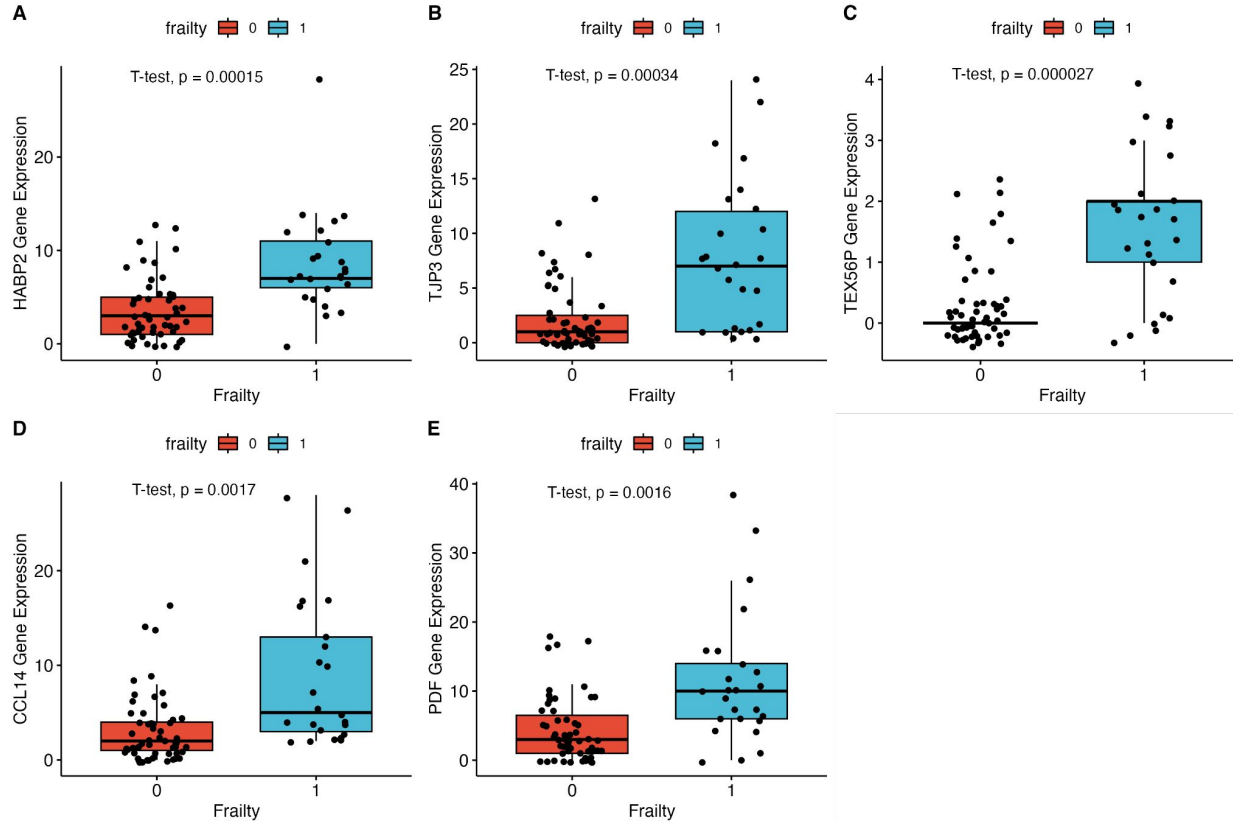 A
frailty 0 1
T-test, p = 0.00015
HABP2 Gene Expression
20
10
0
0 1
Frailty
B
frailty 0 1
T-test, p = 0.00034
TJP3 Gene Expression
25
20
15
10
5
0
0 1
Frailty
C
frailty 0 1
T-test, p = 0.000027
TEX56P Gene Expression
4
3
2
1
0
0 1
Frailty
D
frailty 0 1
T-test, p = 0.0017
CCL14 Gene Expression
20
10
0
0 1
Frailty
E
frailty 0 1
T-test, p = 0.0016
PDF Gene Expression
40
30
20
10
0
0 1
Frailty